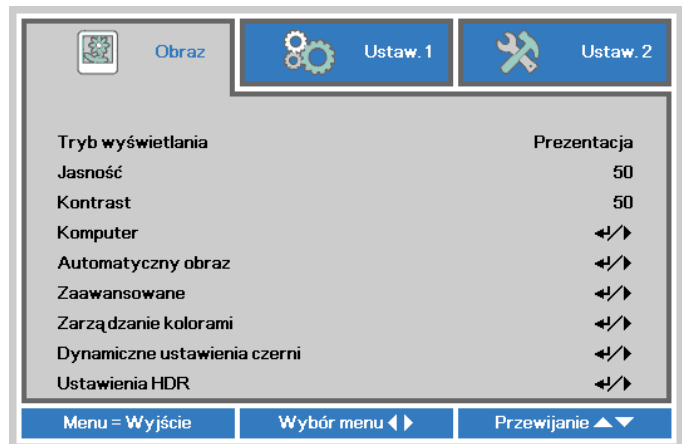 Obraz Ustaw. 1 Ustaw. 2
Tryb wyświetlania Prezentacja
Jasność 50
Kontrast 50
Komputer
Automatyczny obraz
Zaawansowane
Zarządzanie kolorami
Dynamiczne ustawienia czerni
Ustawienia HDR
Menu = Wyjście Wybór menu Przewijanie